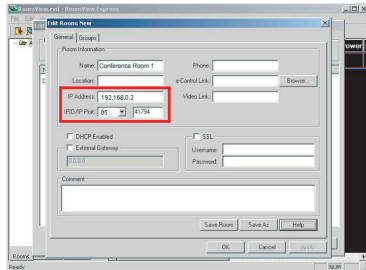 RoomView.rvd - RoomView Express
File
Edit Rooms New
General Groups
Room Information
Name: Conference Room 1
Phone:
Location:
e-Control Link:
Browse...
IP Address: 192.168.0.2
Video Link:
IPID/IP Port: 05 41794
DHCP Enabled
SSL
External Gateway
Username:
0.0.0.0
Password:
Comment
Save Room Save As Help
OK Cancel Apply
Rooms
Ready NUM